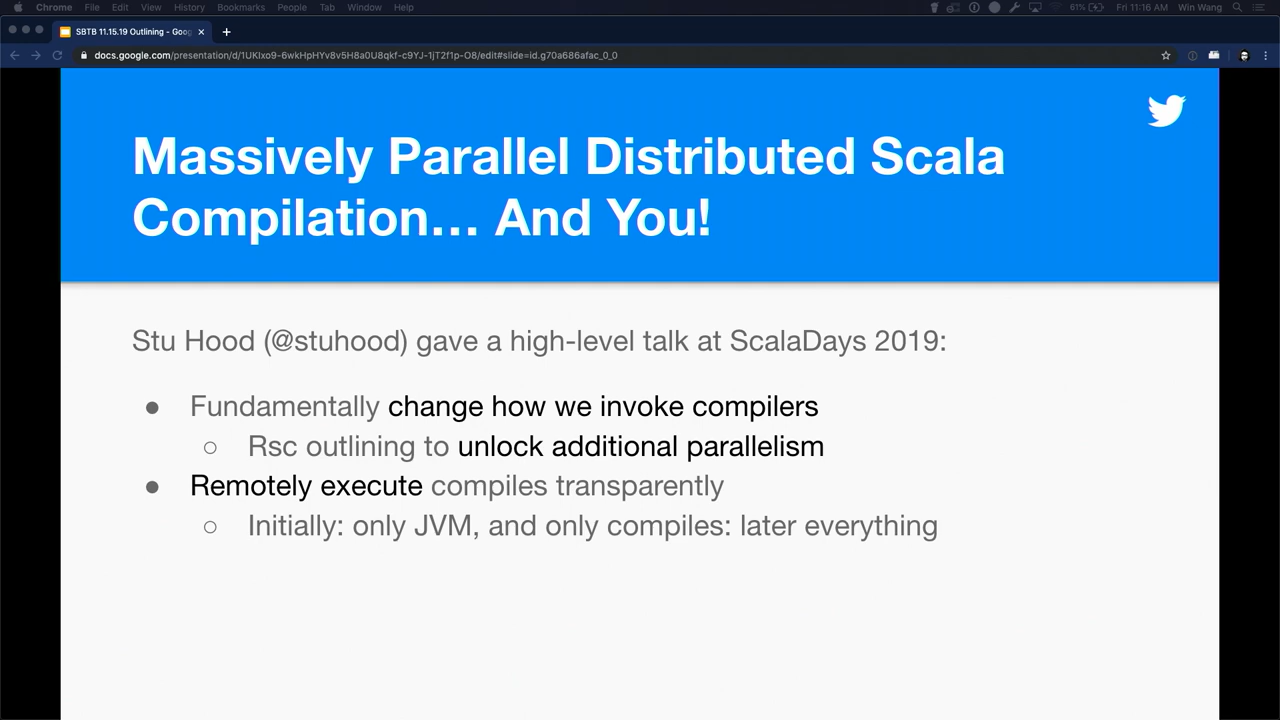 Chrome File Edit View History Bookmarks People Tab Window Help 61% Fri 11:16 AM Win Wang
SBTB 11.15.19 Outlining - Goog
docs.google.com/presentation/d/1UKIxo9-6wkHpHYv8v5H8a0U8qkf-c9YJ-1jT2f1p-O8/edit#slide=id.g70a686afac_0_0
Massively Parallel Distributed Scala
Compilation… And You!
Stu Hood (@stuhood) gave a high-level talk at ScalaDays 2019:
● Fundamentally change how we invoke compilers
○ Rsc outlining to unlock additional parallelism
● Remotely execute compiles transparently
○ Initially: only JVM, and only compiles: later everything